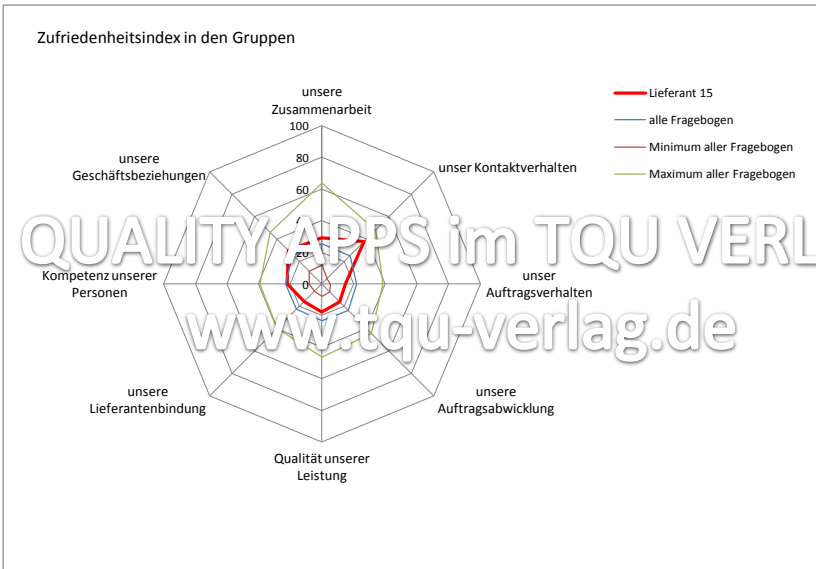 Zufriedenheitsindex in den Gruppen
unsere
Zusammenarbeit
unser Kontaktverhalten
unser
Auftragsverhalten
unsere
Auftragsabwicklung
Qualität unserer
Leistung
unsere
Lieferantenbindung
Kompetenz unserer
Personen
unsere
Geschäftsbeziehungen
100
80
60
40
20
0
Lieferant 15
alle Fragebogen
Minimum aller Fragebogen
Maximum aller Fragebogen
QUALITY APPS im TQU VERL
www.tqu-verlag.de